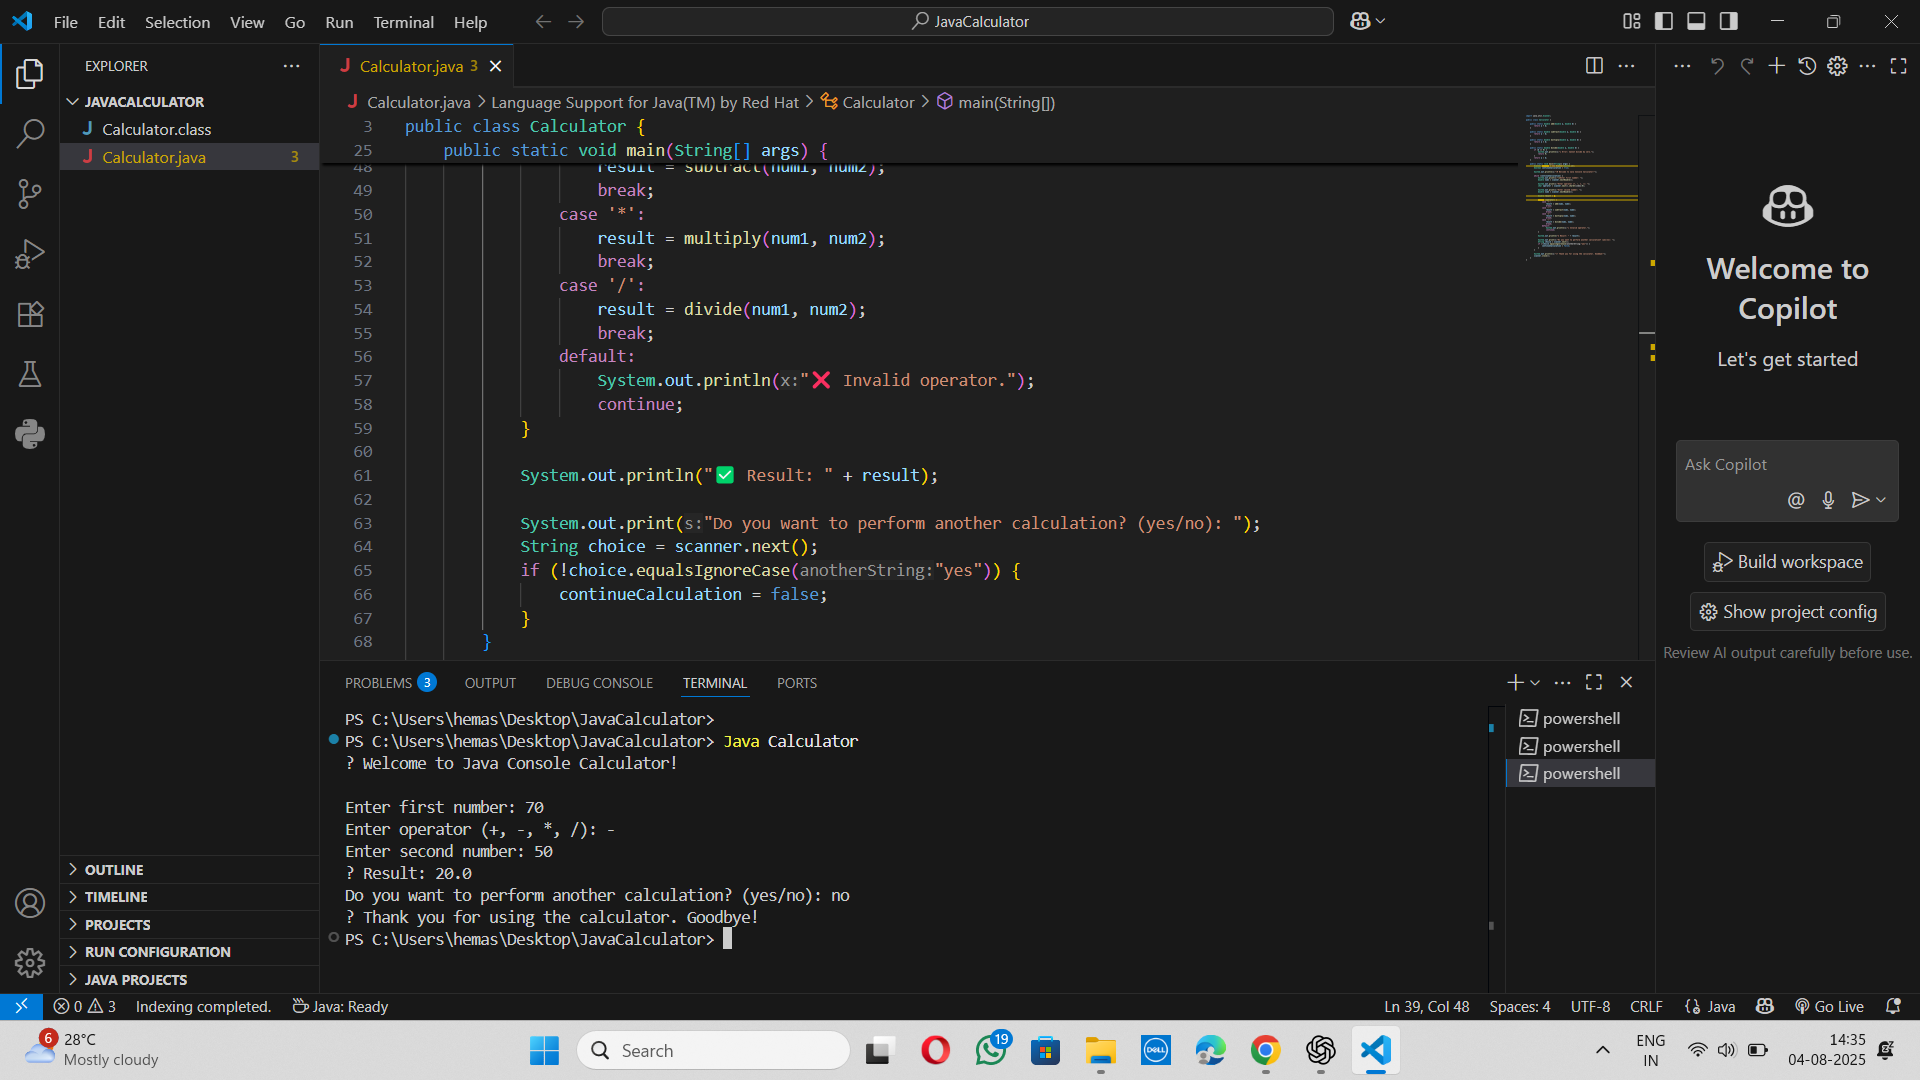 File Edit Selection View Go Run Terminal Help
JavaCalculator
EXPLORER
JAVACALCULATOR
Calculator.class
Calculator.java 3
OUTLINE
TIMELINE
PROJECTS
RUN CONFIGURATION
JAVA PROJECTS
Calculator.java 3
Calculator.java > Language Support for Java(TM) by Red Hat > Calculator > main(String[])
3 public class Calculator {
25 public static void main(String[] args) {
48 result = subtract(num1, num2);
49 break;
50 case '*':
51 result = multiply(num1, num2);
52 break;
53 case '/':
54 result = divide(num1, num2);
55 break;
56 default:
57 System.out.println(x:"❌ Invalid operator.");
58 continue;
59 }
60
61 System.out.println("✅ Result: " + result);
62
63 System.out.print(s:"Do you want to perform another calculation? (yes/no): ");
64 String choice = scanner.next();
65 if (!choice.equalsIgnoreCase(anotherString:"yes")) {
66 continueCalculation = false;
67 }
68 }
PROBLEMS 3 OUTPUT DEBUG CONSOLE TERMINAL PORTS
PS C:\Users\hemas\Desktop\JavaCalculator>
PS C:\Users\hemas\Desktop\JavaCalculator> Java Calculator
? Welcome to Java Console Calculator!
Enter first number: 70
Enter operator (+, -, *, /): -
Enter second number: 50
? Result: 20.0
Do you want to perform another calculation? (yes/no): no
? Thank you for using the calculator. Goodbye!
PS C:\Users\hemas\Desktop\JavaCalculator>
powershell
powershell
powershell
Welcome to
Copilot
Let's get started
Ask Copilot
@
Build workspace
Show project config
Review AI output carefully before use.
0 3 Indexing completed. Java: Ready
Ln 39, Col 48 Spaces: 4 UTF-8 CRLF {} Java Go Live
6
28°C
Mostly cloudy
Search
19
DELL
ENG
IN
14:35
04-08-2025